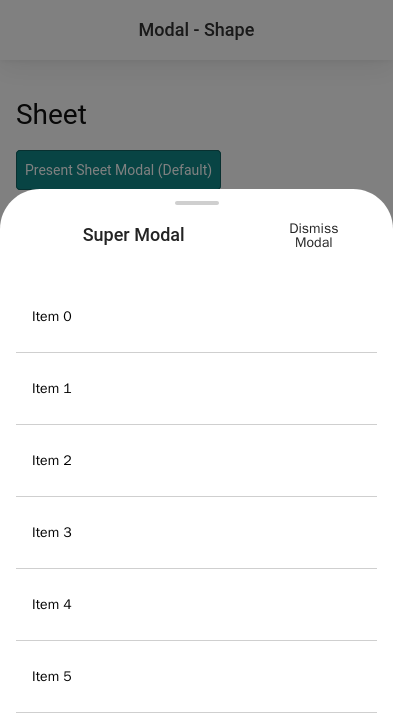 Modal - Shape
Sheet
Present Sheet Modal (Default)
Super Modal
Dismiss
Modal
Item 0
Item 1
Item 2
Item 3
Item 4
Item 5